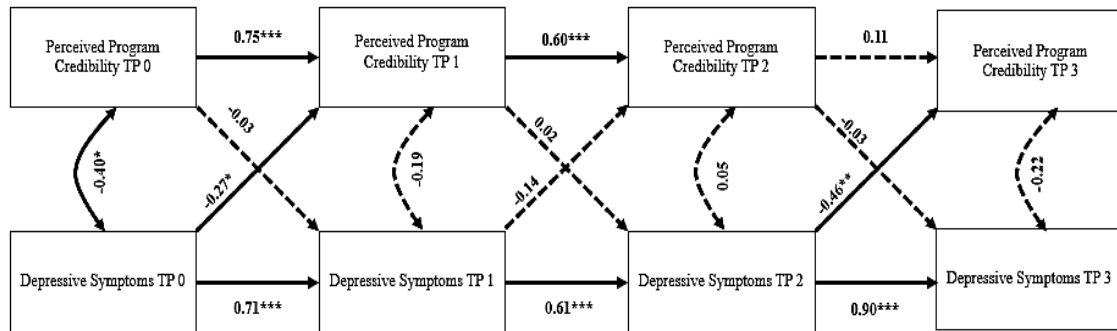 Perceived Program
Credibility TP 0
0.75***
Perceived Program
Credibility TP 1
0.60***
Perceived Program
Credibility TP 2
0.11
Perceived Program
Credibility TP 3
-0.40*
-0.03
-0.27*
-0.19
0.02
-0.14
0.05
-0.03
-0.46**
-0.22
Depressive Symptoms TP 0
0.71***
Depressive Symptoms TP 1
0.61***
Depressive Symptoms TP 2
0.90***
Depressive Symptoms TP 3